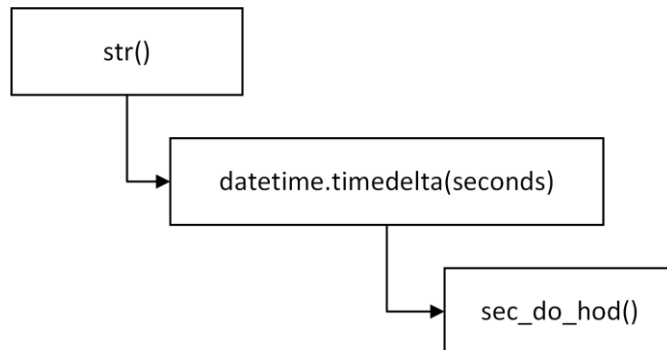 str()
datetime.timedelta(seconds)
sec_do_hod()